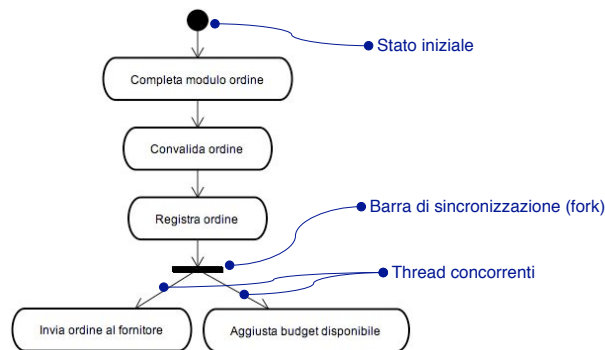 Stato iniziale
Completa modulo ordine
Convalida ordine
Registra ordine
Barra di sincronizzazione (fork)
Thread concorrenti
Invia ordine al fornitore
Aggiusta budget disponibile